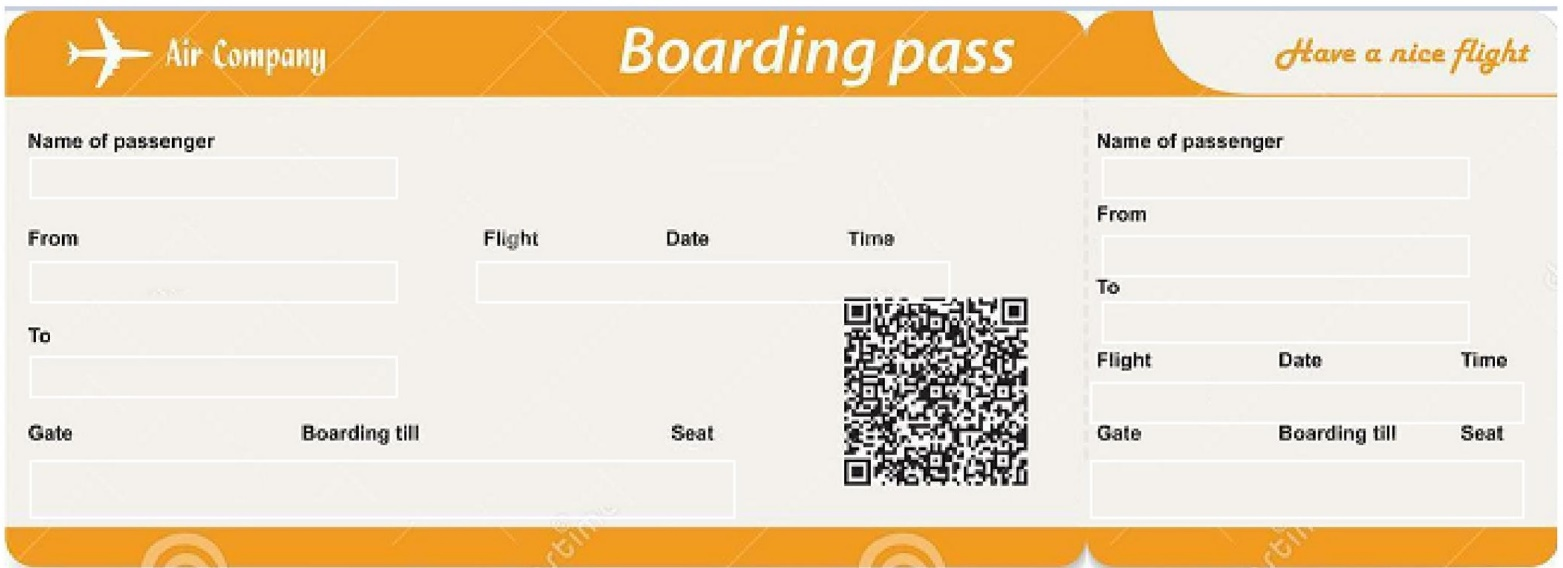 Air Company
Boarding pass
Have a nice flight
Name of passenger
From
Flight Date Time
To
Gate Boarding till Seat
Name of passenger
From
To
Flight Date Time
Gate Boarding till Seat